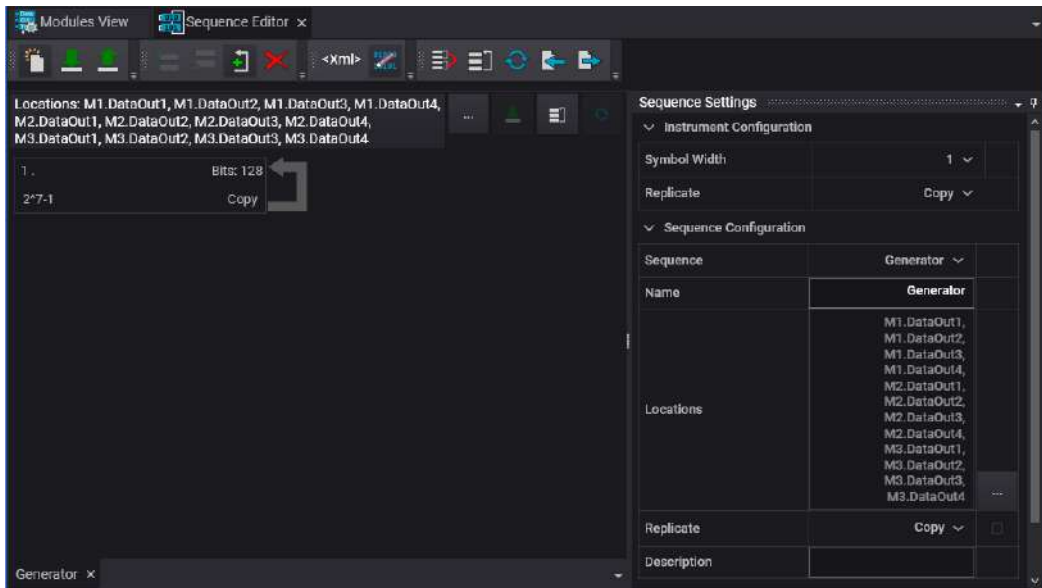 Modules View
Sequence Editor ×
<xml>
Locations: M1.DataOut1, M1.DataOut2, M1.DataOut3, M1.DataOut4,
M2.DataOut1, M2.DataOut2, M2.DataOut3, M2.DataOut4,
M3.DataOut1, M3.DataOut2, M3.DataOut3, M3.DataOut4
...
1 .
Bits: 128
2^7-1
Copy
Generator ×
Sequence Settings
Instrument Configuration
Symbol Width
1
Replicate
Copy
Sequence Configuration
Sequence
Generator
Name
Generator
Locations
M1.DataOut1,
M1.DataOut2,
M1.DataOut3,
M1.DataOut4,
M2.DataOut1,
M2.DataOut2,
M2.DataOut3,
M2.DataOut4,
M3.DataOut1,
M3.DataOut2,
M3.DataOut3,
M3.DataOut4
...
Replicate
Copy
Description